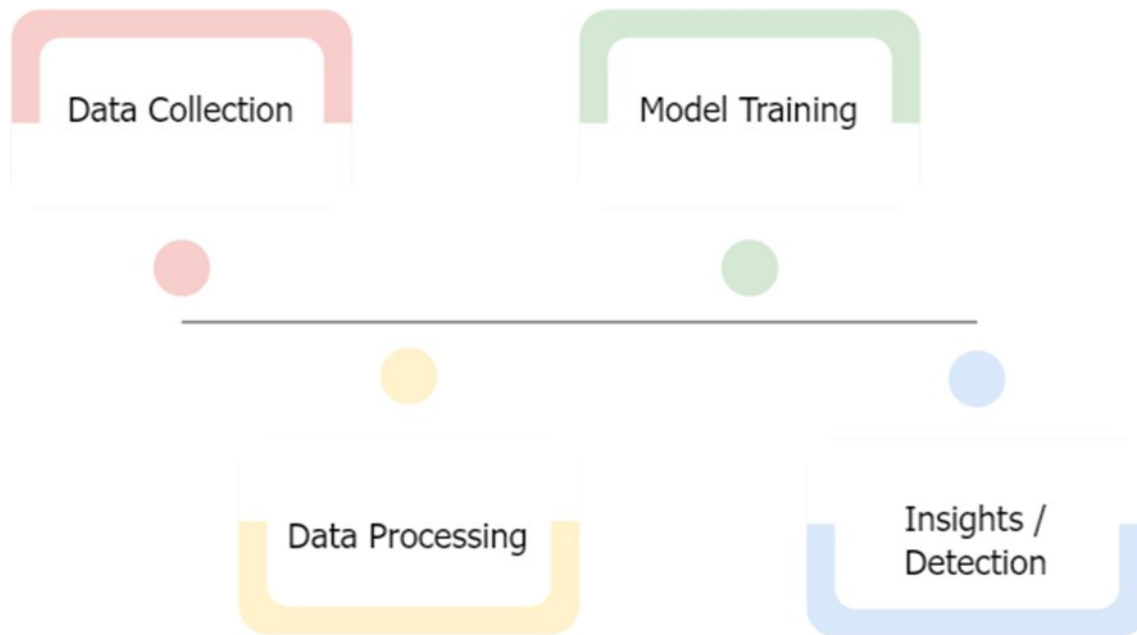 Data Collection
Model Training
Data Processing
Insights /
Detection